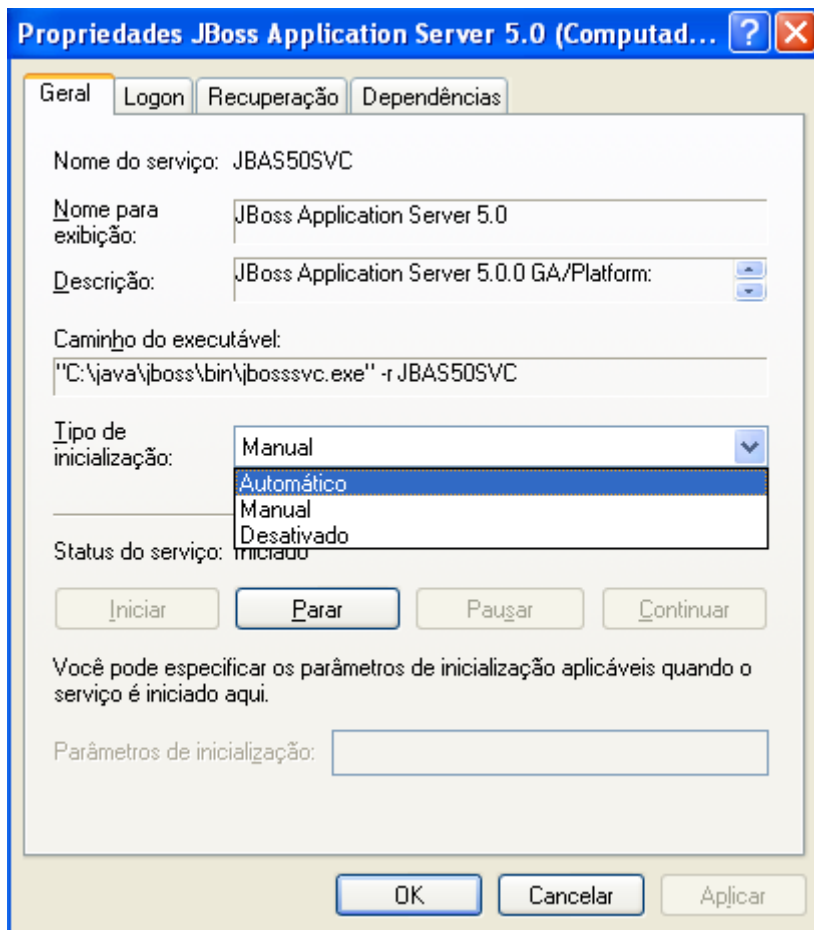 Propriedades JBoss Application Server 5.0 (Computad...
Geral Logon Recuperação Dependências
Nome do serviço: JBAS50SVC
Nome para exibição: JBoss Application Server 5.0
Descrição: JBoss Application Server 5.0.0 GA/Platform:
Caminho do executável:
"C:\java\jboss\bin\jbosssvc.exe" -r JBAS50SVC
Tipo de inicialização: Manual
Automático
Manual
Desativado
Status do serviço: Iniciado
Iniciar Parar Pausar Continuar
Você pode especificar os parâmetros de inicialização aplicáveis quando o
serviço é iniciado aqui.
Parâmetros de inicialização:
OK Cancelar Aplicar